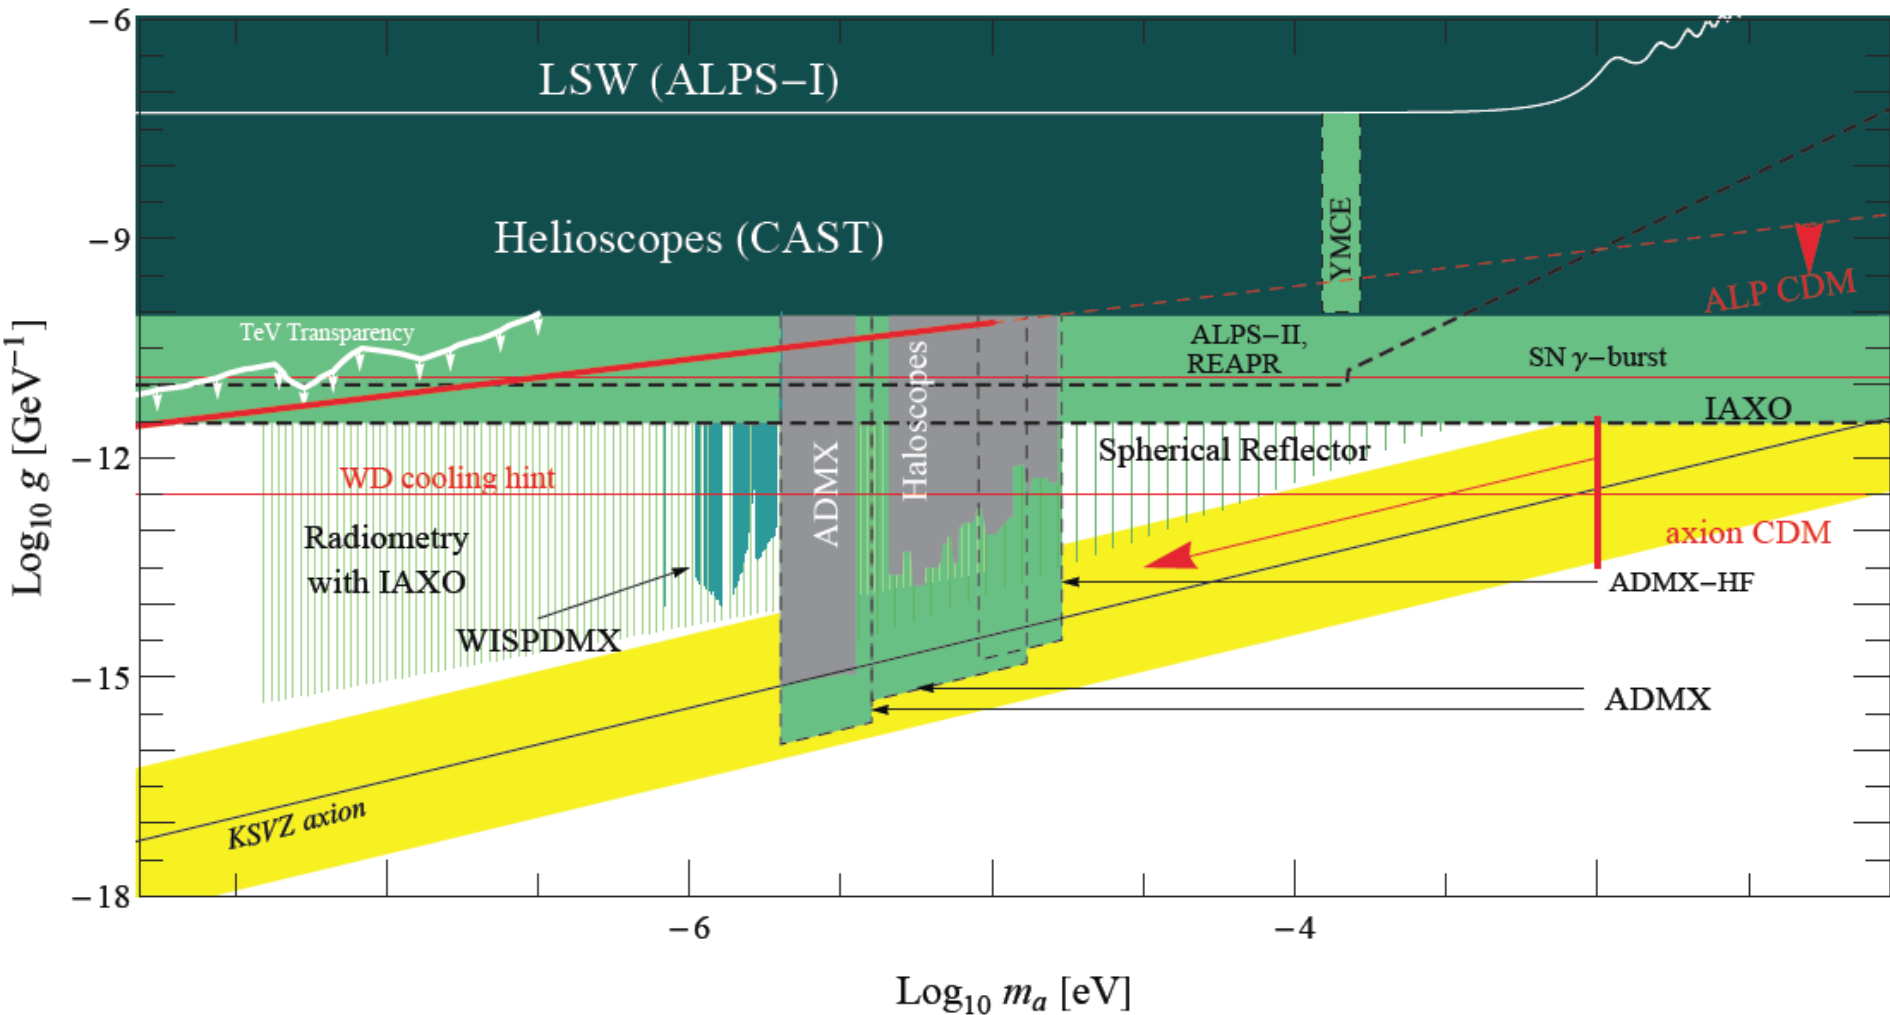 −6
LSW (ALPS−I)
Helioscopes (CAST)
−9
YMCE
ALP CDM
TeV Transparency
ALPS−II,
REAPR
SN γ−burst
IAXO
Haloscopes
ADMX
Spherical Reflector
−12
WD cooling hint
Radiometry
with IAXO
axion CDM
ADMX−HF
WISPDMX
−15
ADMX
KSVZ axion
−18
−6
−4
Log₁₀ g [GeV⁻¹]
Log₁₀ mₐ [eV]